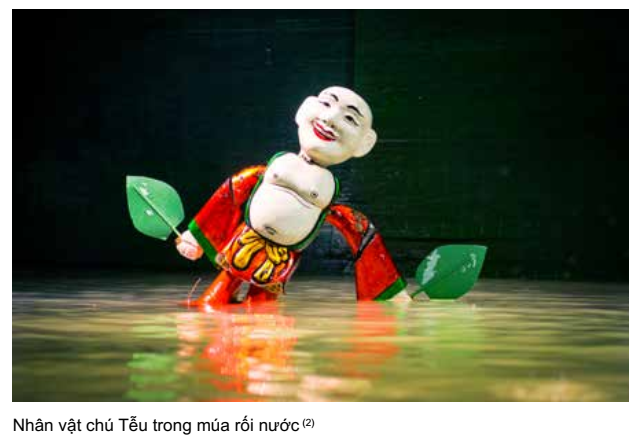 Nhân vật chú Tễu trong múa rối nước (2)